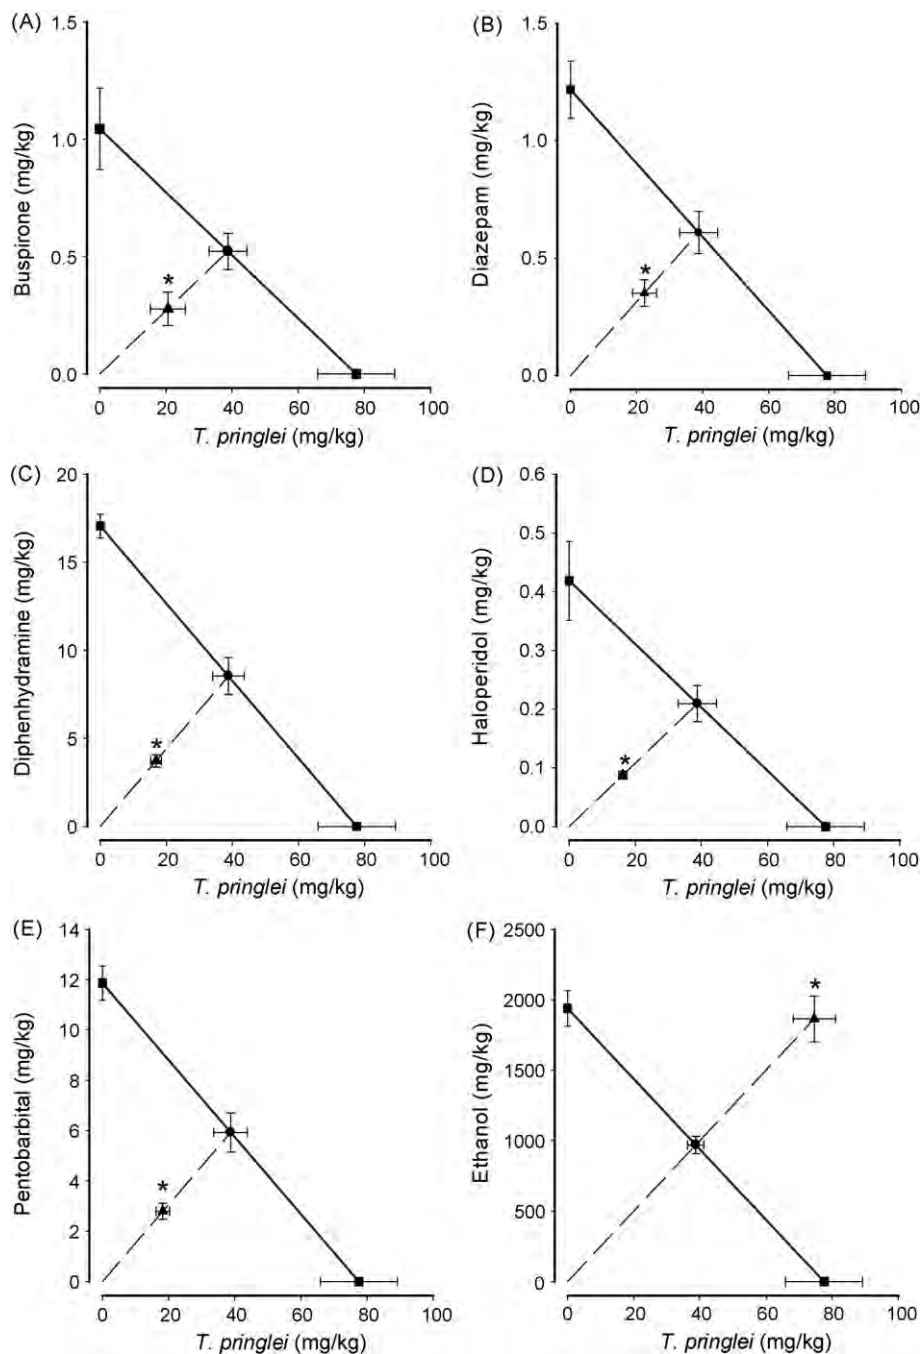 (A)
1.5
1.0
0.5
0.0
Buspirone (mg/kg)
*
0 20 40 60 80 100
T. pringlei (mg/kg)
(B)
1.5
1.0
0.5
0.0
Diazepam (mg/kg)
*
0 20 40 60 80 100
T. pringlei (mg/kg)
(C)
20
15
10
5
0
Diphenhydramine (mg/kg)
*
0 20 40 60 80 100
T. pringlei (mg/kg)
(D)
0.6
0.5
0.4
0.3
0.2
0.1
0.0
Haloperidol (mg/kg)
*
0 20 40 60 80 100
T. pringlei (mg/kg)
(E)
14
12
10
8
6
4
2
0
Pentobarbital (mg/kg)
*
0 20 40 60 80 100
T. pringlei (mg/kg)
(F)
2500
2000
1500
1000
500
0
Ethanol (mg/kg)
*
0 20 40 60 80 100
T. pringlei (mg/kg)